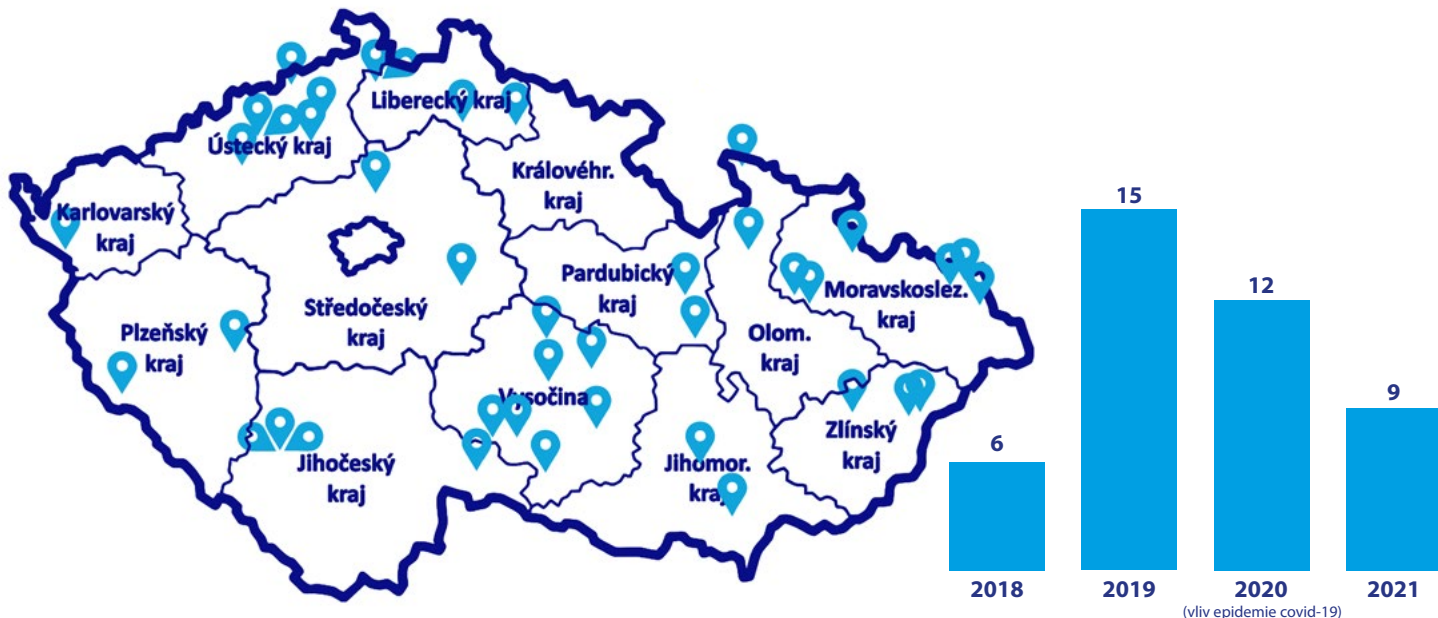 Liberecký kraj
Ústecký kraj
Královéhr.
kraj
Karlovarský
kraj
Pardubický
kraj
Středočeský
kraj
Moravskoslez.
kraj
Plzeňský
kraj
Olom.
kraj
Vysočina
Zlínský
kraj
Jihočeský
kraj
Jihomor.
kraj
6
15
12
9
2018
2019
2020
(vliv epidemie covid-19)
2021